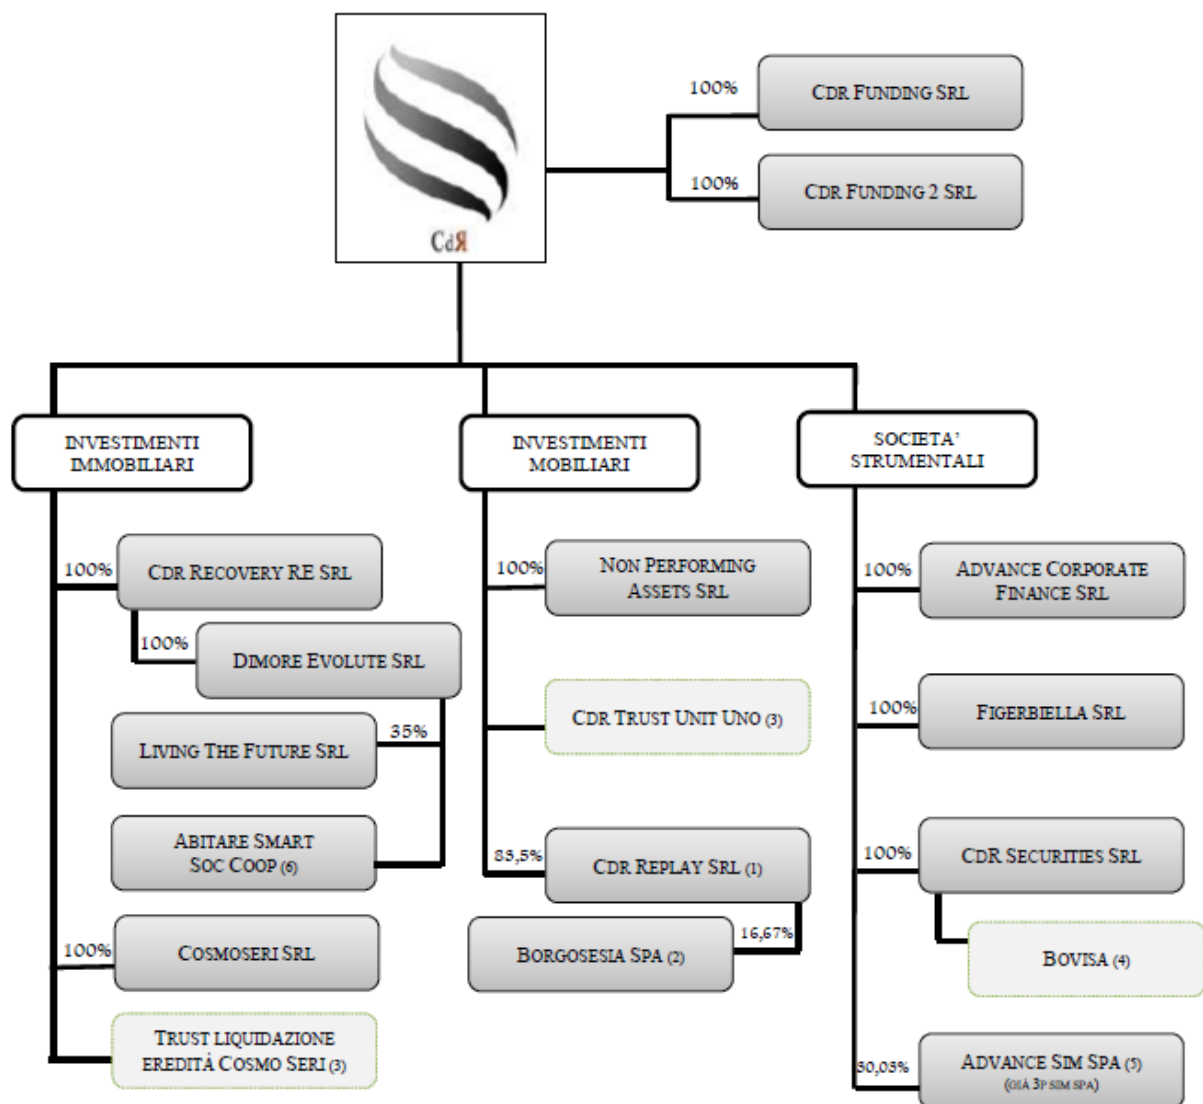 CdR
100%
CDR FUNDING SRL
100%
CDR FUNDING 2 SRL
INVESTIMENTI
IMMOBILIARI
INVESTIMENTI
MOBILIARI
SOCIETA'
STRUMENTALI
100%
CDR RECOVERY RE SRL
100%
DIMORE EVOLUTE SRL
35%
LIVING THE FUTURE SRL
ABITARE SMART
SOC COOP (6)
100%
COSMOSERI SRL
TRUST LIQUIDAZIONE
EREDITÀ COSMO SERI (3)
100%
NON PERFORMING
ASSETS SRL
CDR TRUST UNIT UNO (3)
83,5%
CDR REPLAY SRL (1)
16,67%
BORGOSESIA SPA (2)
100%
ADVANCE CORPORATE
FINANCE SRL
100%
FIGERBIELLA SRL
100%
CDR SECURITIES SRL
BOVISA (4)
30,03%
ADVANCE SIM SPA (5)
(GIÀ 3P SIM SPA)